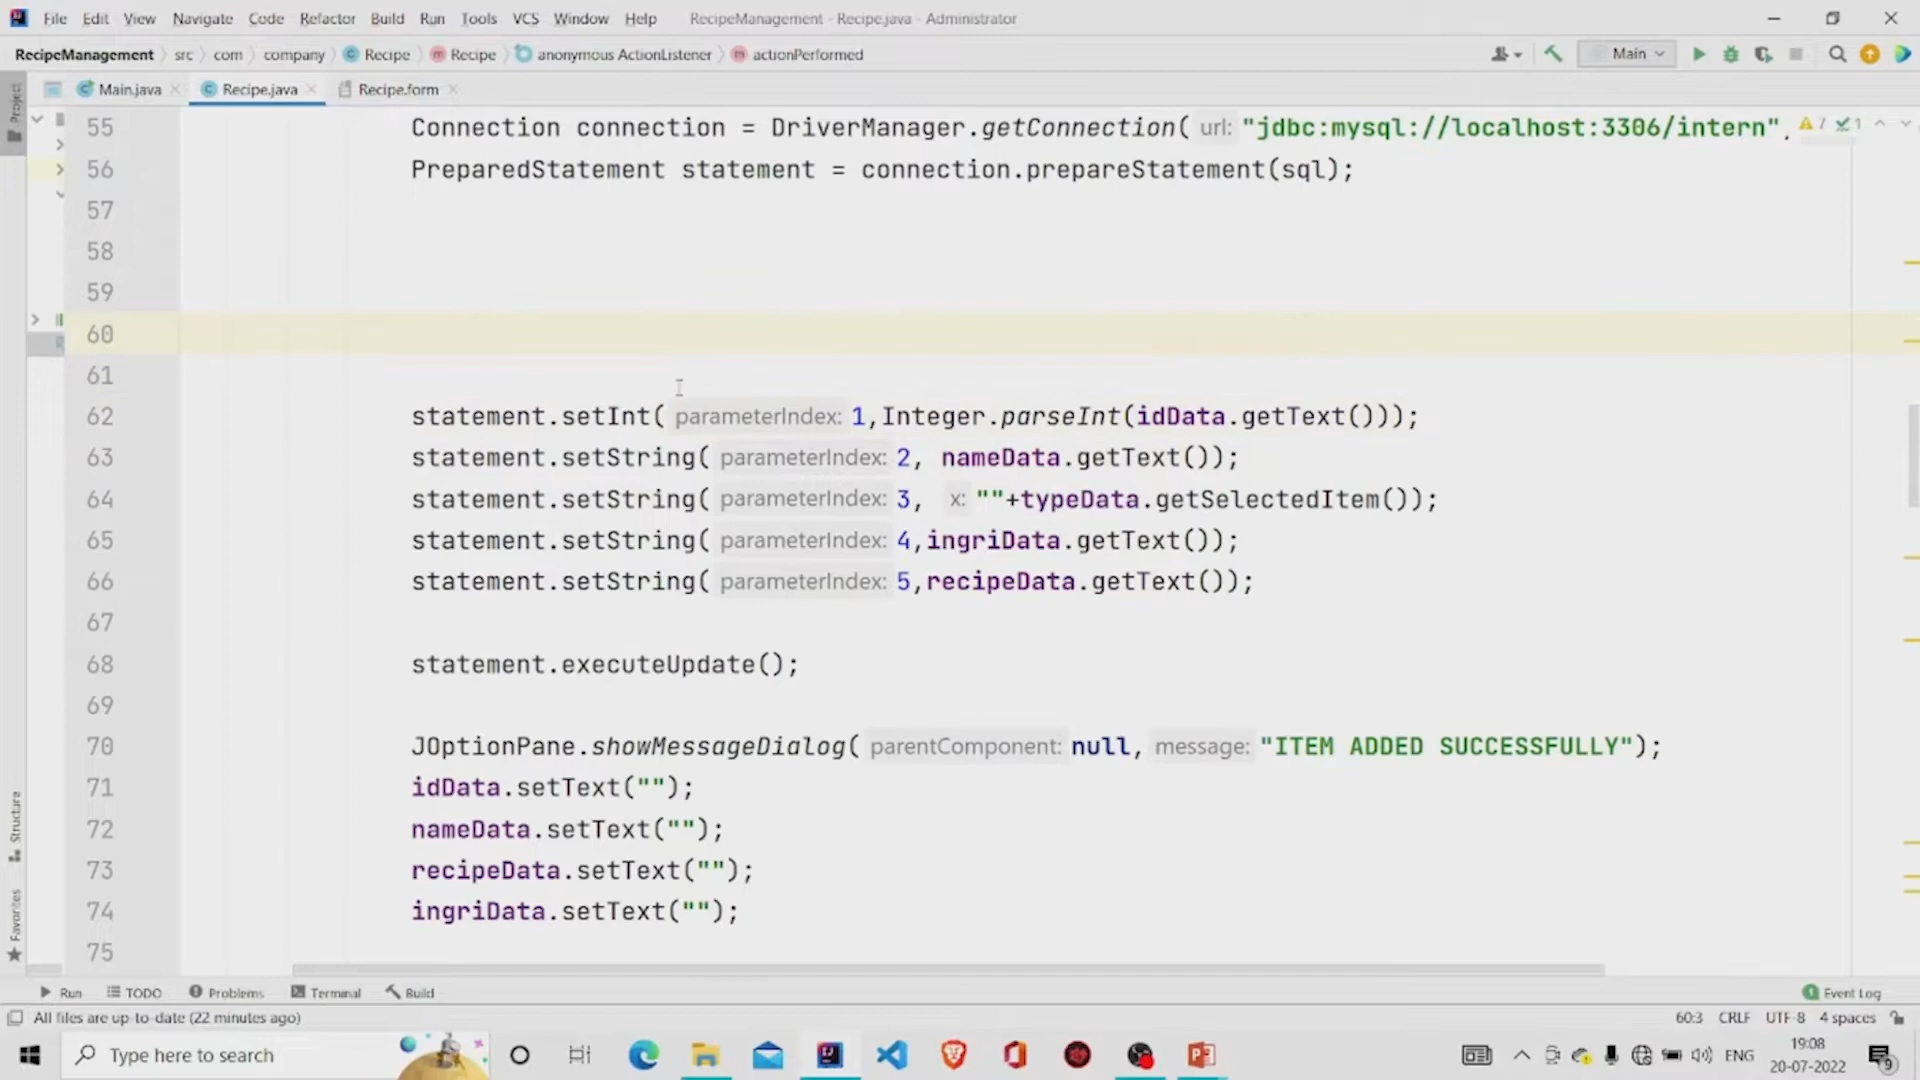 File Edit View Navigate Code Refactor Build Run Tools VCS Window Help RecipeManagement - Recipe.java - Administrator
RecipeManagement src com company Recipe Recipe anonymous ActionListener actionPerformed Main
Project Main.java Recipe.java Recipe.form
55 Connection connection = DriverManager.getConnection( url: "jdbc:mysql://localhost:3306/intern", 7 1
56 PreparedStatement statement = connection.prepareStatement(sql);
57
58
59
60
61
62 statement.setInt( parameterIndex: 1,Integer.parseInt(idData.getText()));
63 statement.setString( parameterIndex: 2, nameData.getText());
64 statement.setString( parameterIndex: 3, x: ""+typeData.getSelectedItem());
65 statement.setString( parameterIndex: 4,ingriData.getText());
66 statement.setString( parameterIndex: 5,recipeData.getText());
67
68 statement.executeUpdate();
69
70 JOptionPane.showMessageDialog( parentComponent: null, message: "ITEM ADDED SUCCESSFULLY");
71 idData.setText("");
72 nameData.setText("");
73 recipeData.setText("");
74 ingriData.setText("");
75
Structure
Favorites
Run TODO Problems Terminal Build 1 Event Log
All files are up-to-date (22 minutes ago) 60:3 CRLF UTF-8 4 spaces
Type here to search ENG 19:08
20-07-2022 9